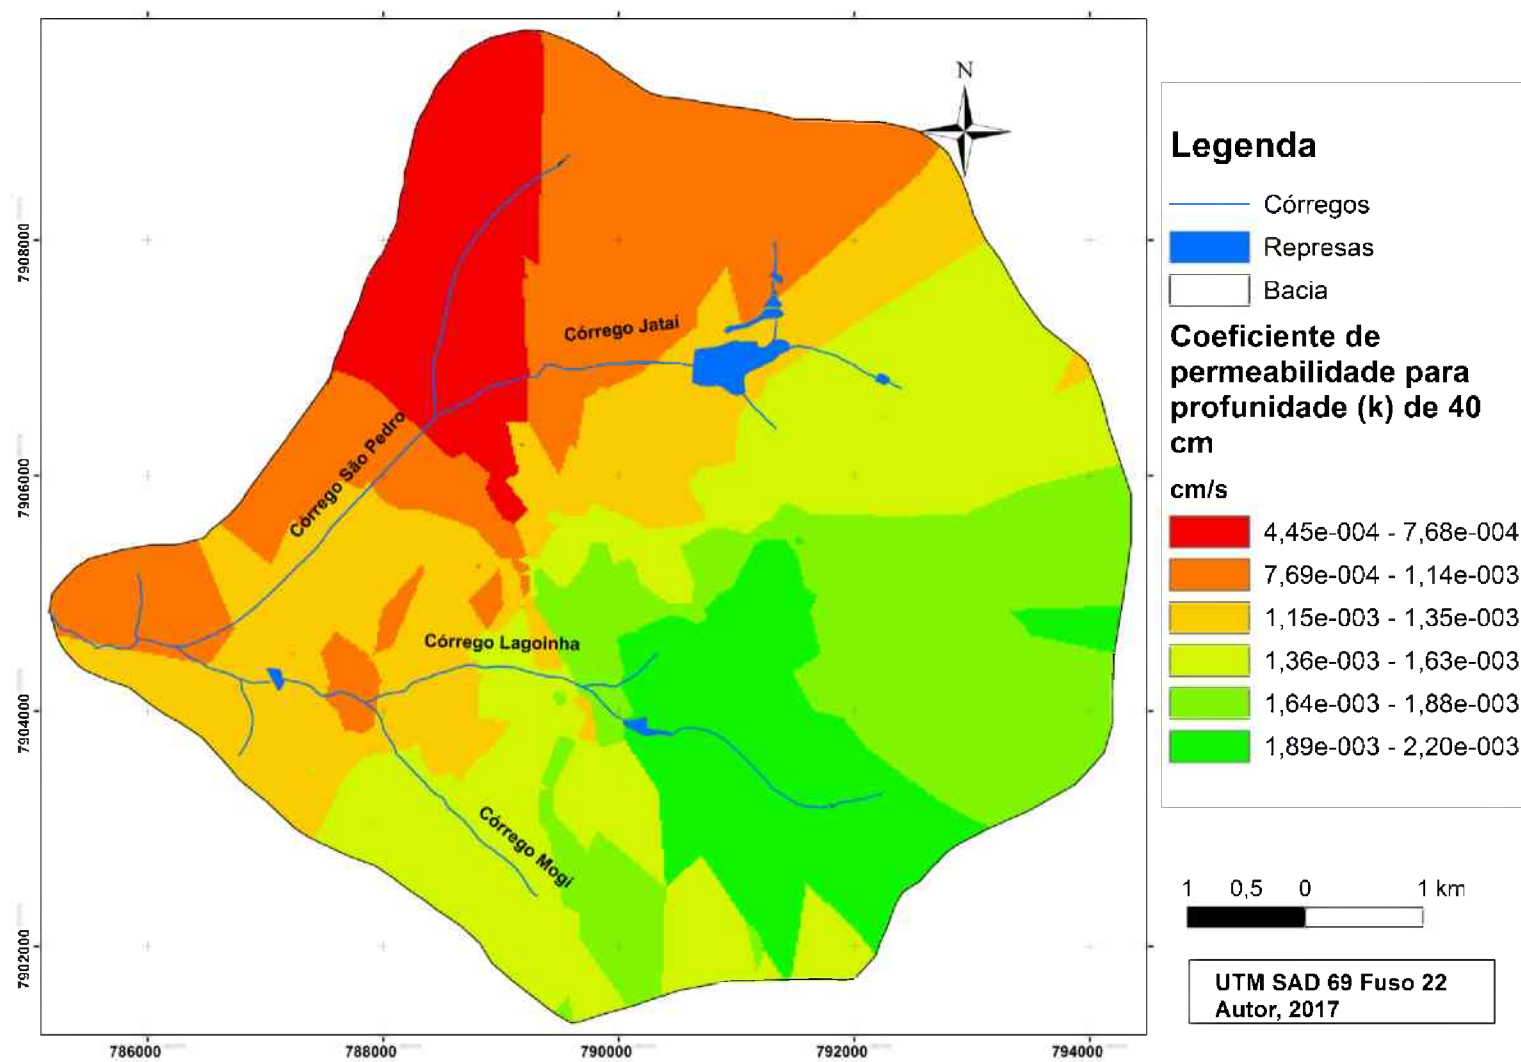 N
Legenda
Córregos
Represas
Bacia
Coeficiente de
permeabilidade para
profunidade (k) de 40
cm
cm/s
4,45e-004 - 7,68e-004
7,69e-004 - 1,14e-003
1,15e-003 - 1,35e-003
1,36e-003 - 1,63e-003
1,64e-003 - 1,88e-003
1,89e-003 - 2,20e-003
1 0,5 0 1 km
UTM SAD 69 Fuso 22
Autor, 2017
Córrego Jataí
Córrego São Pedro
Córrego Lagoinha
Córrego Mogi
7908000
7906000
7904000
7902000
786000 788000 790000 792000 794000